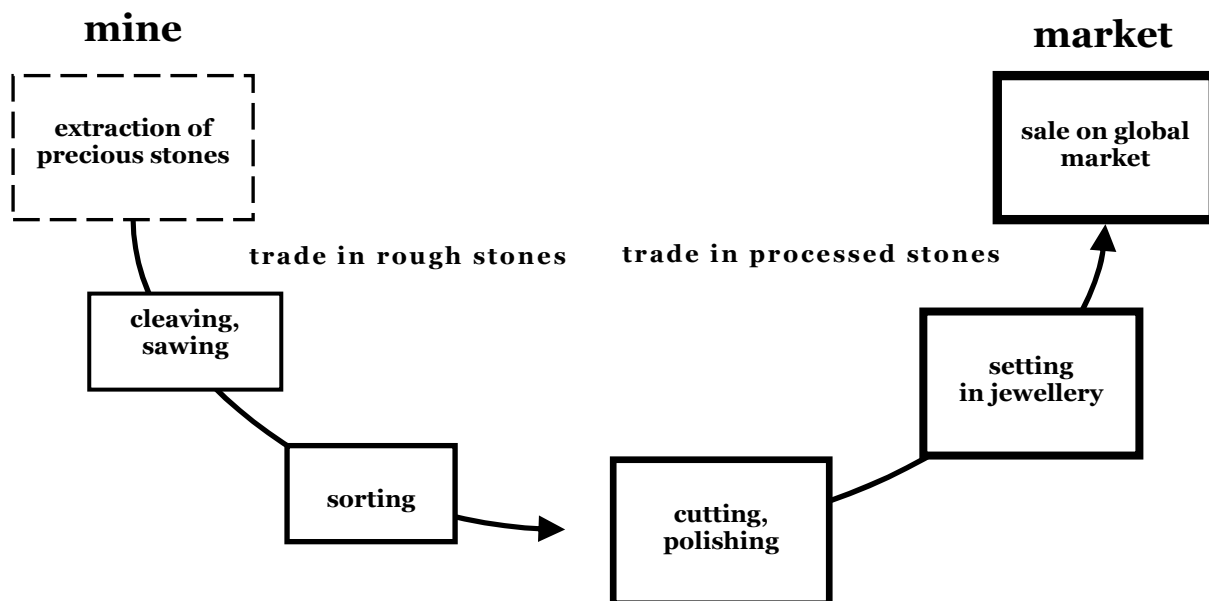 mine
market
extraction of
precious stones
sale on global
market
trade in rough stones
trade in processed stones
cleaving,
sawing
setting
in jewellery
sorting
cutting,
polishing